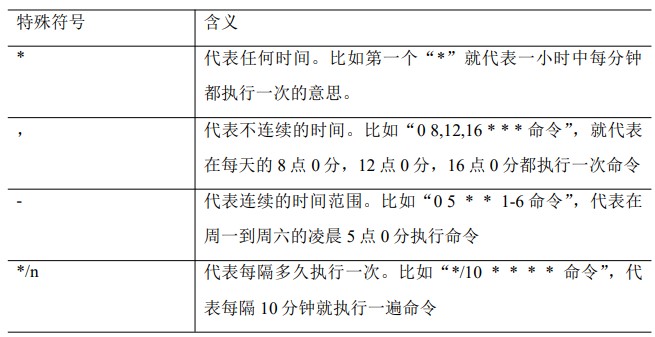 特殊符号 含义
* 代表任何时间。比如第一个“*”就代表一小时中每分钟
都执行一次的意思。
， 代表不连续的时间。比如“0 8,12,16 * * * 命令”，就代表
在每天的 8 点 0 分，12 点 0 分，16 点 0 分都执行一次命令
- 代表连续的时间范围。比如“0 5 * * 1-6 命令”，代表在
周一到周六的凌晨 5 点 0 分执行命令
*/n 代表每隔多久执行一次。比如“*/10 * * * * 命令”，代
表每隔 10 分钟就执行一遍命令